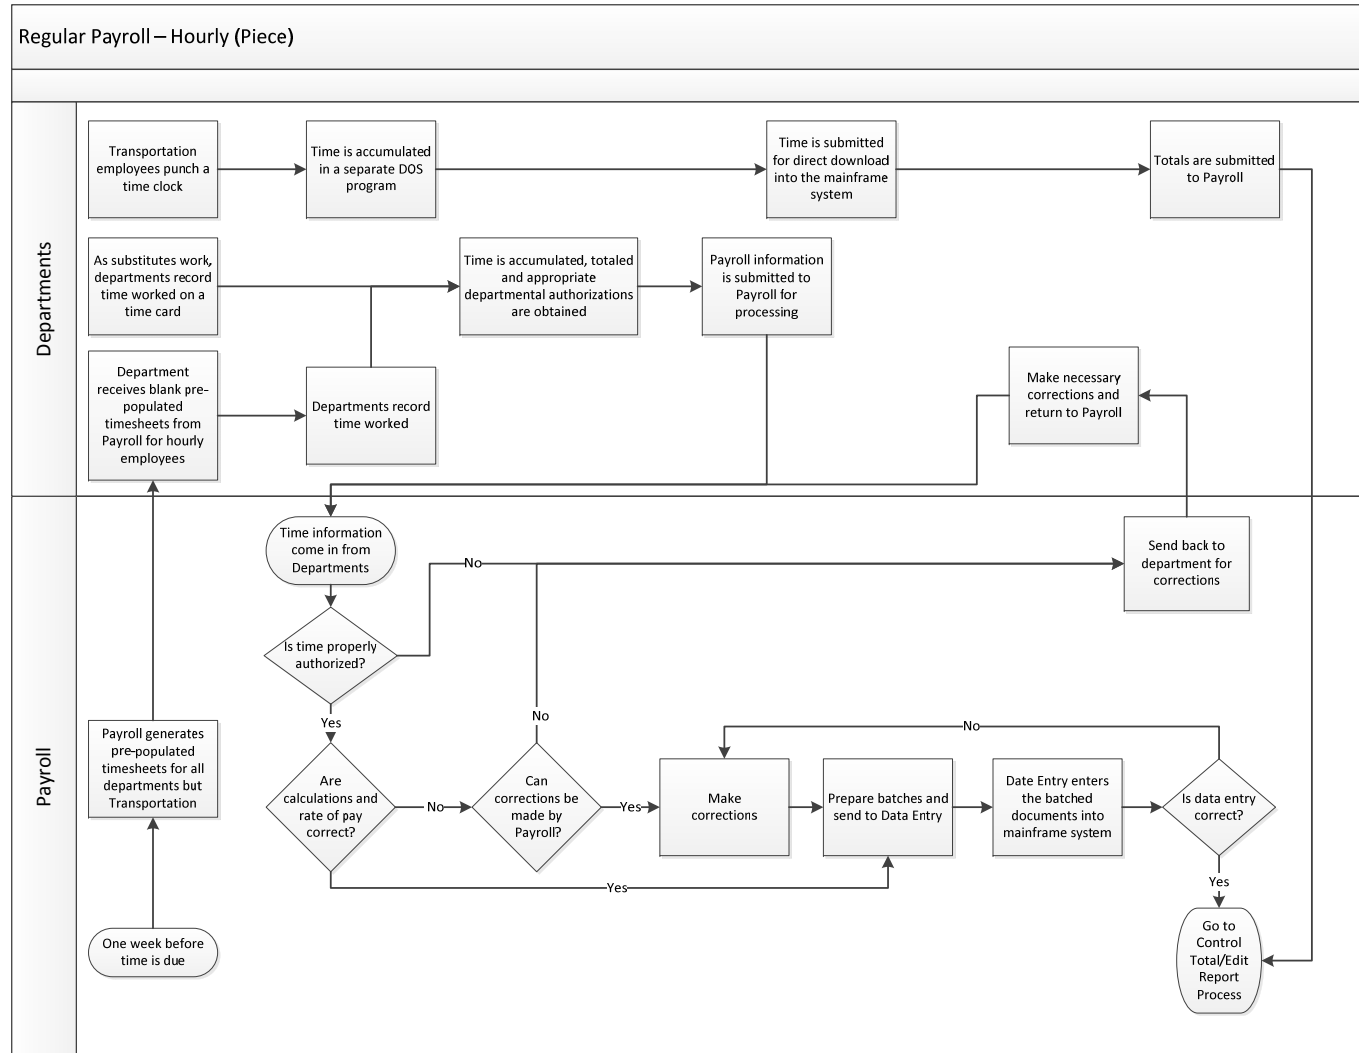 Regular Payroll – Hourly (Piece)
Departments
Transportation
employees punch a
time clock
Time is accumulated
in a separate DOS
program
Time is submitted
for direct download
into the mainframe
system
Totals are submitted
to Payroll
As substitutes work,
departments record
time worked on a
time card
Time is accumulated, totaled
and appropriate
departmental authorizations
are obtained
Payroll information
is submitted to
Payroll for
processing
Department
receives blank pre-
populated
timesheets from
Payroll for hourly
employees
Departments record
time worked
Make necessary
corrections and
return to Payroll
Payroll
Time information
come in from
Departments
No
Send back to
department for
corrections
Is time properly
authorized?
Yes
No
No
Payroll generates
pre-populated
timesheets for all
departments but
Transportation
Are
calculations and
rate of pay
correct?
No
Can
corrections be
made by
Payroll?
Yes
Make
corrections
Prepare batches and
send to Data Entry
Date Entry enters
the batched
documents into
mainframe system
Is data entry
correct?
Yes
Yes
One week before
time is due
Go to
Control
Total/Edit
Report
Process